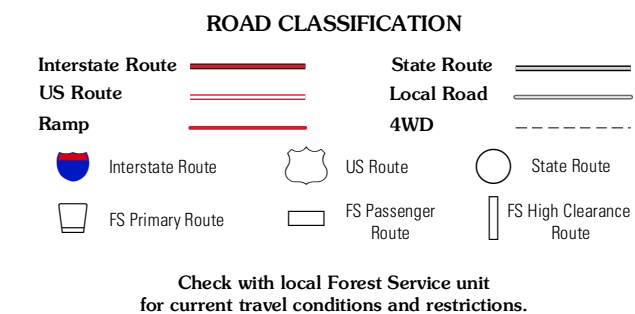 ROAD CLASSIFICATION
Interstate Route
State Route
US Route
Local Road
Ramp
4WD
Interstate Route
US Route
State Route
FS Primary Route
FS Passenger
Route
FS High Clearance
Route
Check with local Forest Service unit
for current travel conditions and restrictions.